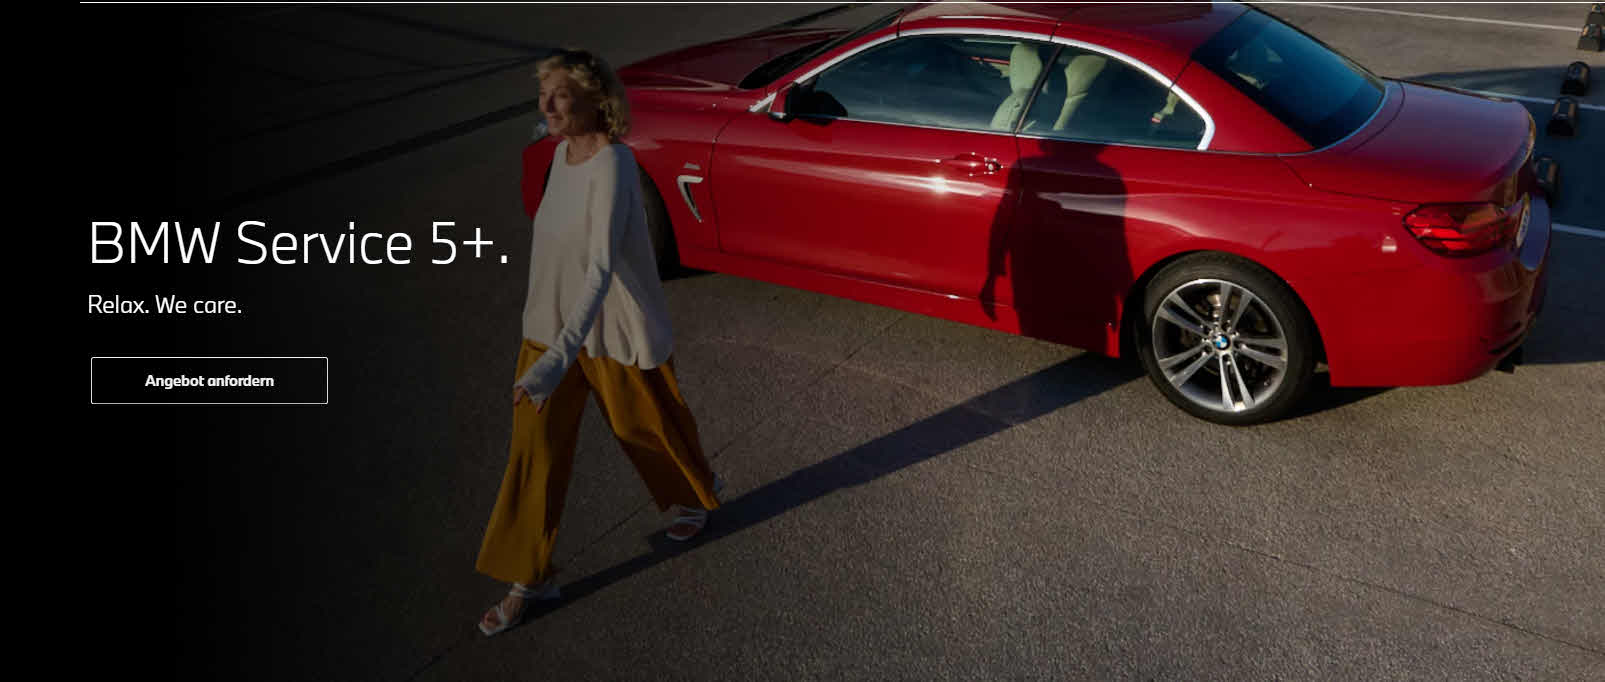 BMW Service 5+.
Relax. We care.
Angebot anfordern